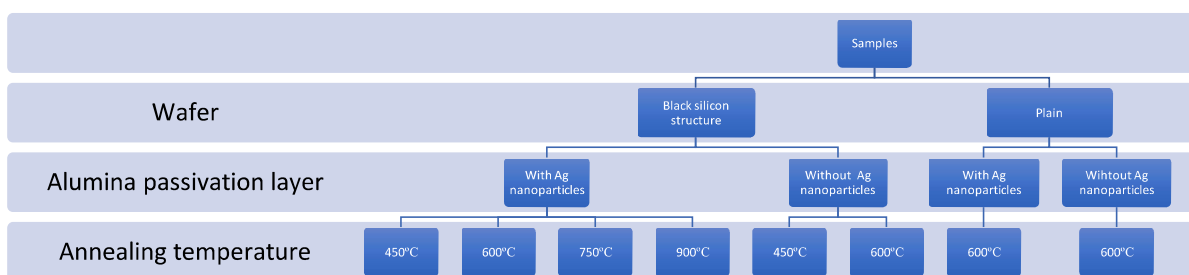 Samples
Wafer
Black silicon
structure
Plain
Alumina passivation layer
With Ag
nanoparticles
Without Ag
nanoparticles
With Ag
nanoparticles
Wihtout Ag
nanoparticles
Annealing temperature
450ºC
600ºC
750ºC
900ºC
450ºC
600ºC
600ºC
600ºC